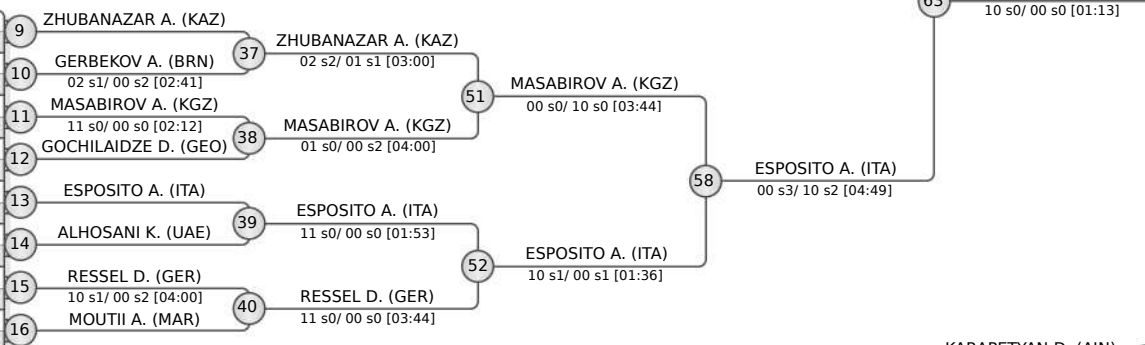 63
10 s0/ 00 s0 [01:13]
9
ZHUBANAZAR A. (KAZ)
37
ZHUBANAZAR A. (KAZ)
02 s2/ 01 s1 [03:00]
10
GERBEKOV A. (BRN)
02 s1/ 00 s2 [02:41]
51
MASABIROV A. (KGZ)
00 s0/ 10 s0 [03:44]
11
MASABIROV A. (KGZ)
11 s0/ 00 s0 [02:12]
38
MASABIROV A. (KGZ)
01 s0/ 00 s2 [04:00]
12
GOCHILAIDZE D. (GEO)
58
ESPOSITO A. (ITA)
00 s3/ 10 s2 [04:49]
13
ESPOSITO A. (ITA)
39
ESPOSITO A. (ITA)
11 s0/ 00 s0 [01:53]
14
ALHOSANI K. (UAE)
52
ESPOSITO A. (ITA)
10 s1/ 00 s1 [01:36]
15
RESSEL D. (GER)
10 s1/ 00 s2 [04:00]
40
RESSEL D. (GER)
11 s0/ 00 s0 [03:44]
16
MOUTII A. (MAR)